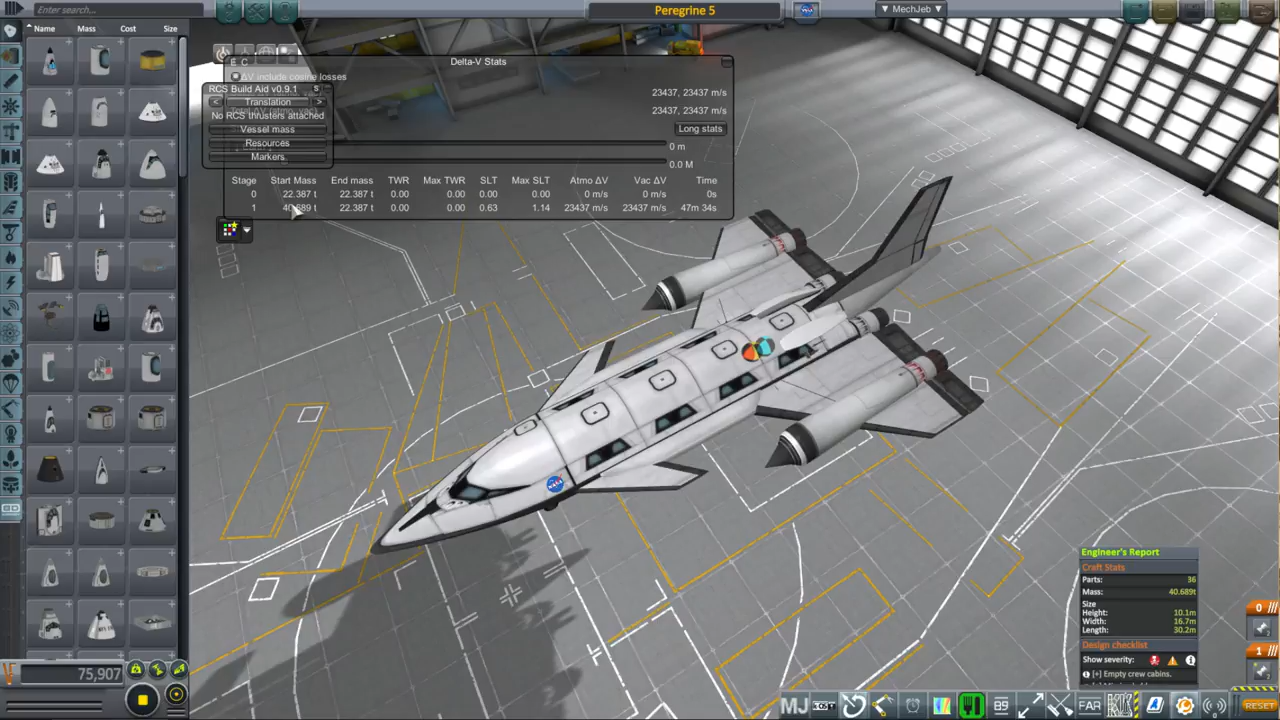 Enter search...
Peregrine 5
▼ MechJeb ▼
Name Mass Cost Size
E C
Delta-V Stats
ΔV include cosine losses
RCS Build Aid v0.9.1 S
23437, 23437 m/s
< Translation >
23437, 23437 m/s
No RCS thrusters attached
Vessel mass
Long stats
Resources
0 m
Markers
0.0 M
Stage Start Mass End mass TWR Max TWR SLT Max SLT Atmo ΔV Vac ΔV Time
0 22.387 t 22.387 t 0.00 0.00 0.00 0.00 0 m/s 0 m/s 0s
1 40.689 t 22.387 t 0.00 0.00 0.63 1.14 23437 m/s 23437 m/s 47m 34s
NASA
Engineer's Report
Craft Stats
Parts: 36
Mass: 40.689t
Size
Height: 10.1m
Width: 16.7m
Length: 30.2m
Design checklist
Show severity:
[+] Empty crew cabins.
0
1
75,907
MJ
B9
FAR
RESET